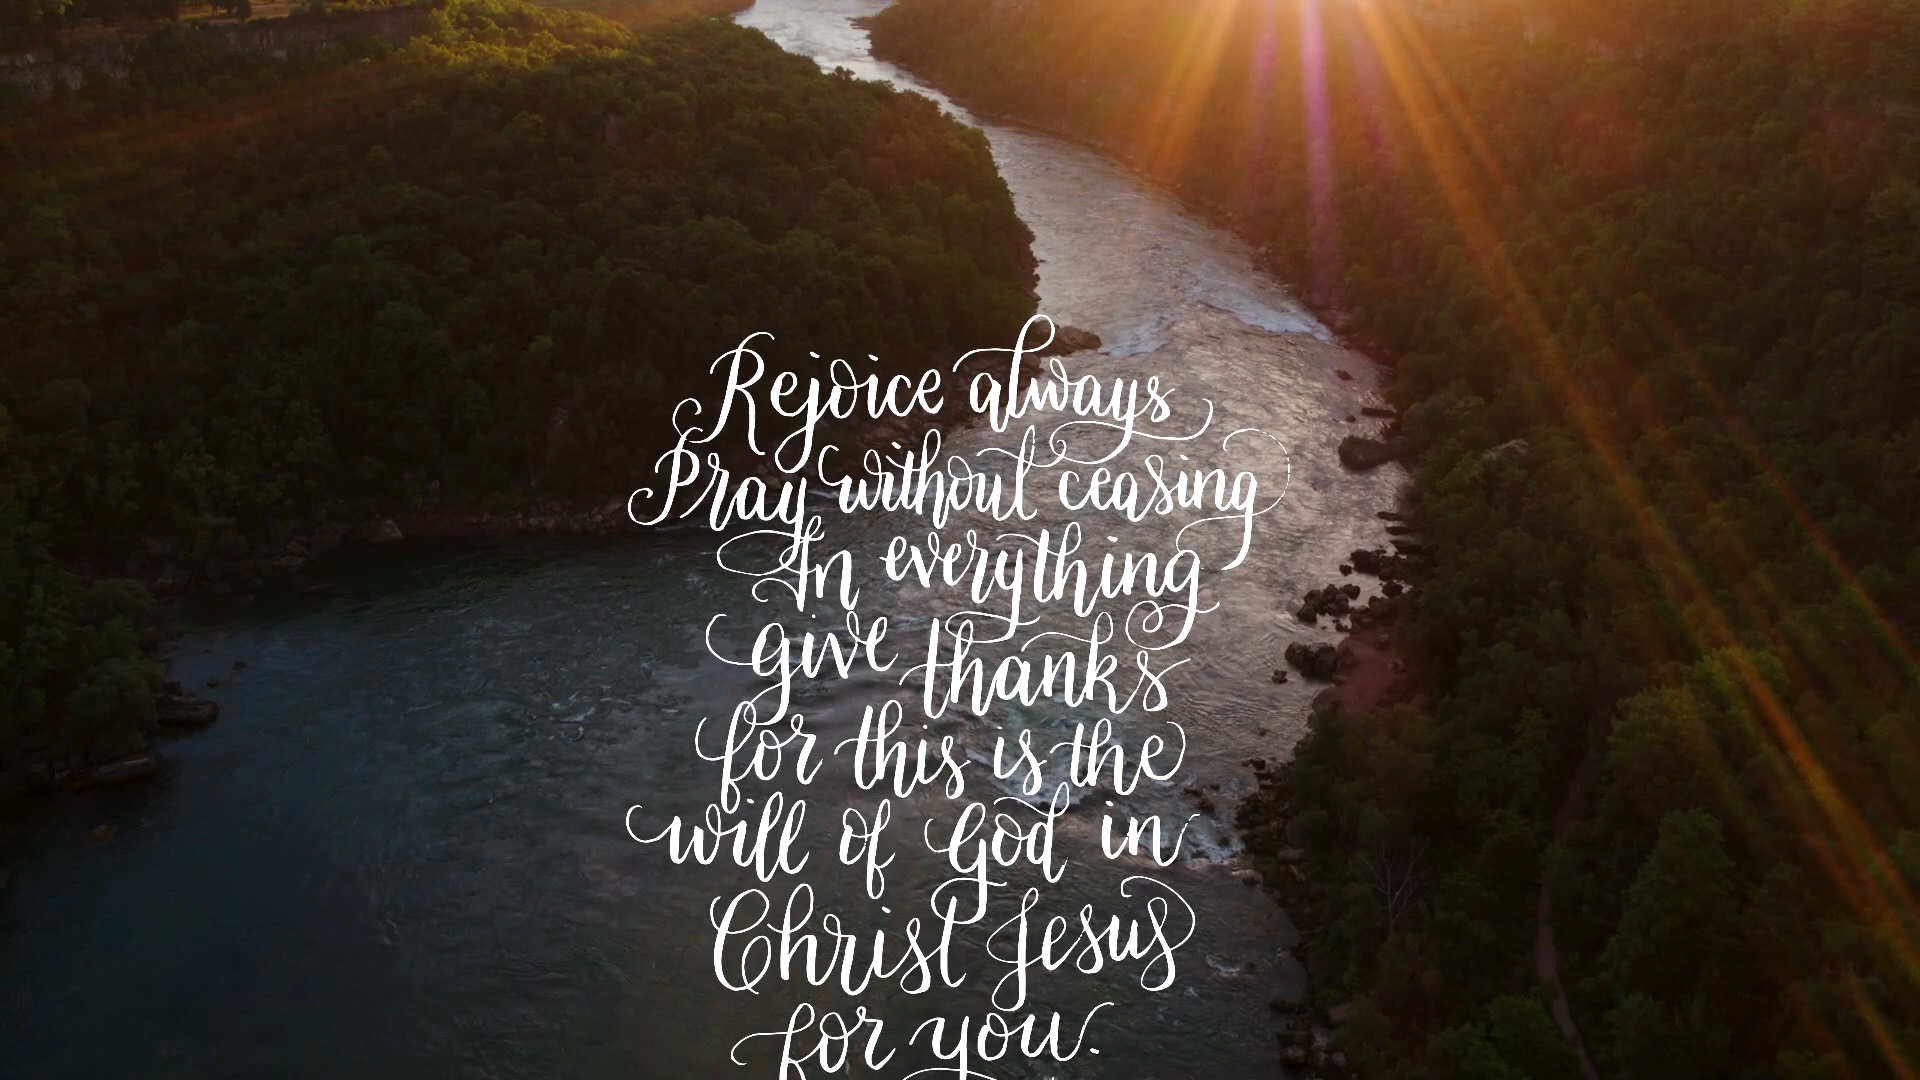 Rejoice always
Pray without ceasing
In everything
give thanks
for this is the
will of God in
Christ Jesus
for you.